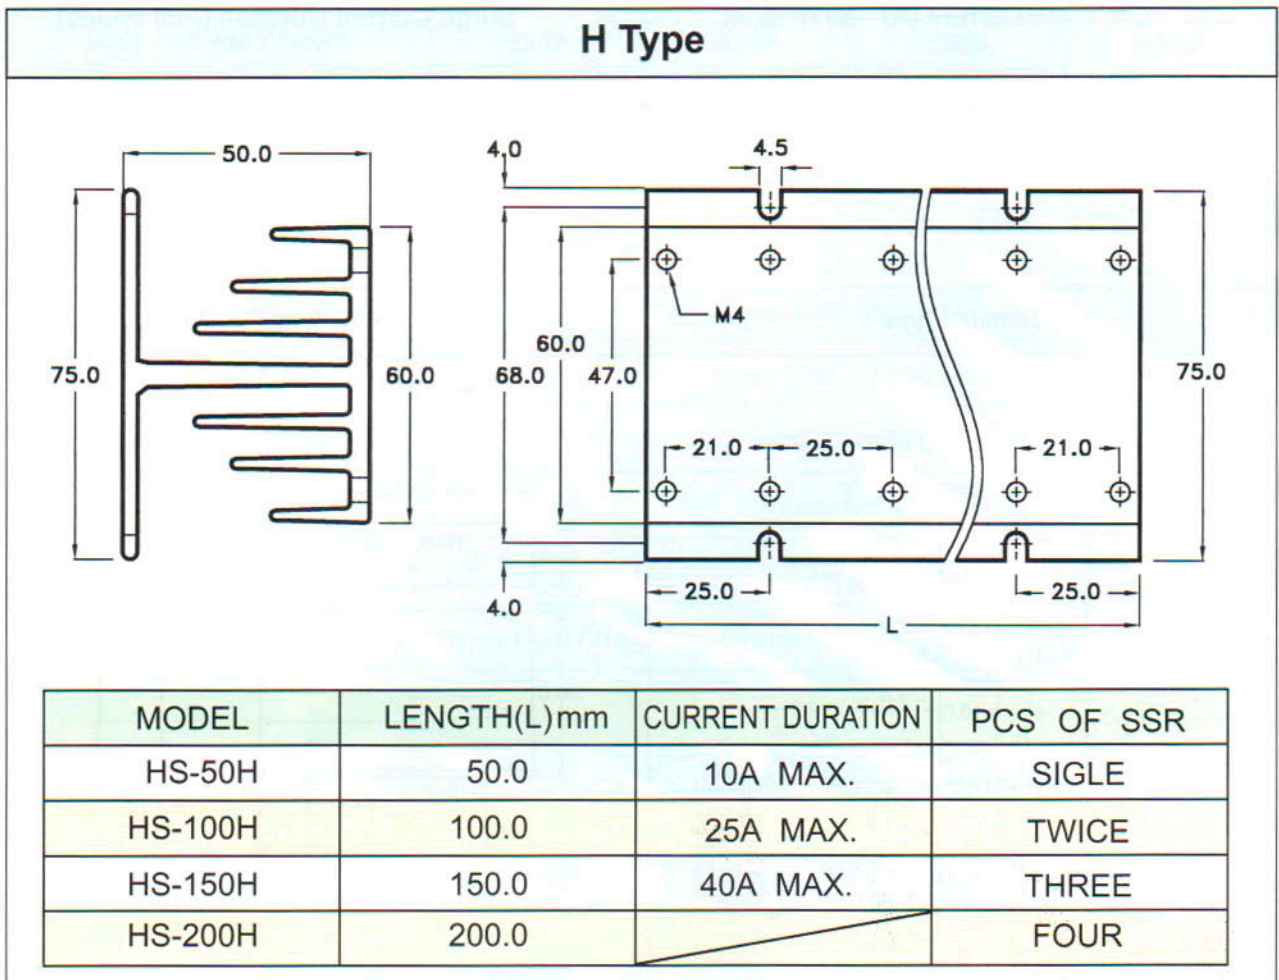 H Type
50.0
4.0
4.5
M4
60.0
75.0
60.0
68.0
47.0
75.0
21.0
25.0
21.0
25.0
25.0
4.0
L
MODEL LENGTH(L)mm CURRENT DURATION PCS OF SSR
HS-50H 50.0 10A MAX. SIGLE
HS-100H 100.0 25A MAX. TWICE
HS-150H 150.0 40A MAX. THREE
HS-200H 200.0 FOUR